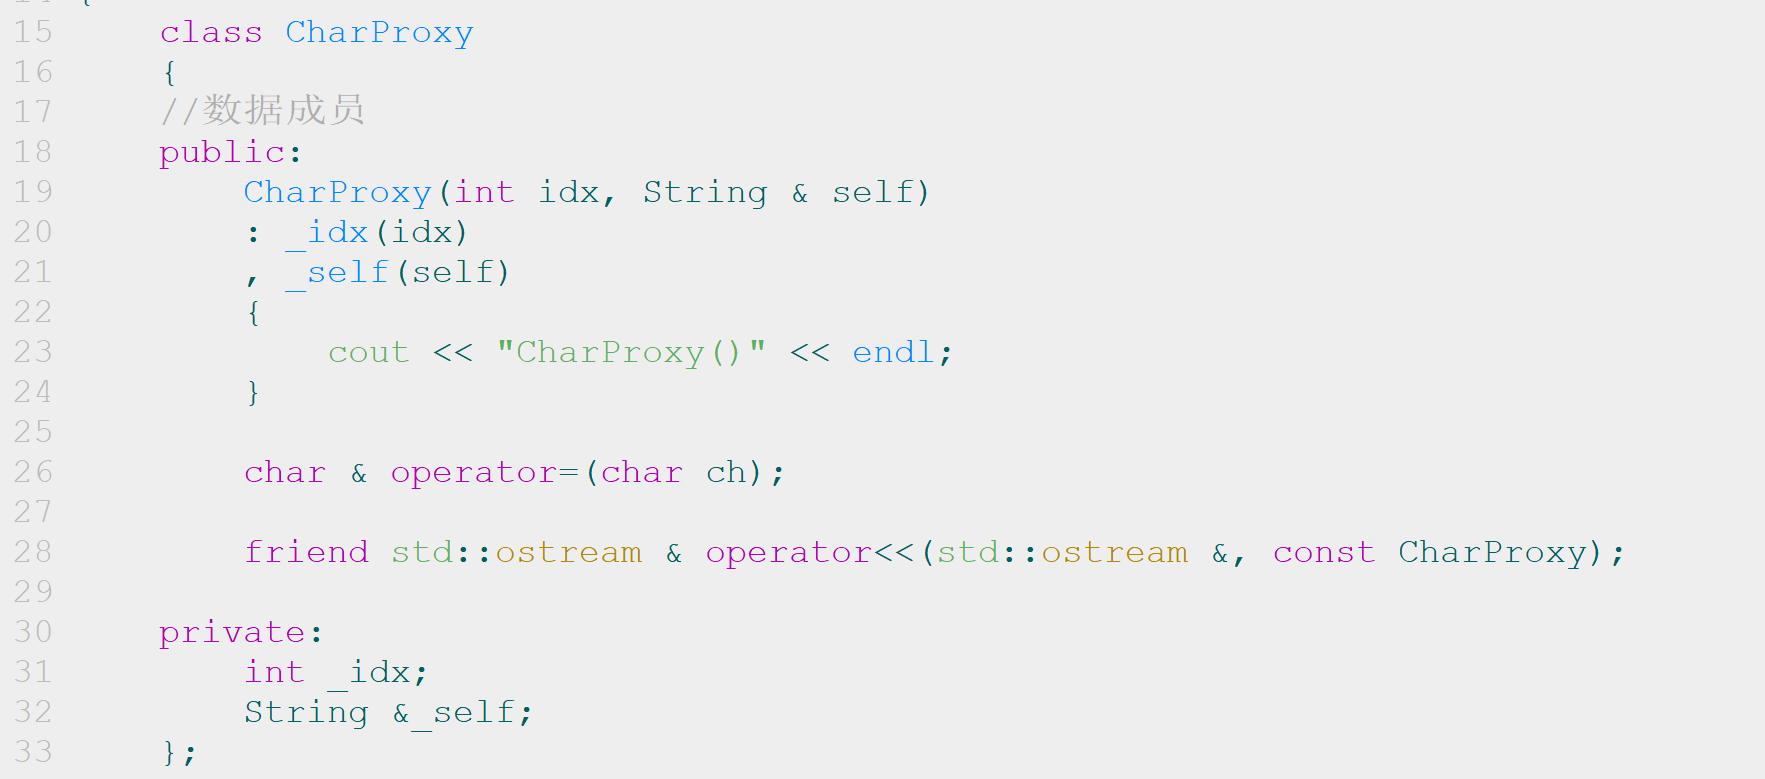 15 class CharProxy
16 {
17 //数据成员
18 public:
19 CharProxy(int idx, String & self)
20 : _idx(idx)
21 , _self(self)
22 {
23 cout << "CharProxy()" << endl;
24 }
25
26 char & operator=(char ch);
27
28 friend std::ostream & operator<<(std::ostream &, const CharProxy);
29
30 private:
31 int _idx;
32 String &_self;
33 };